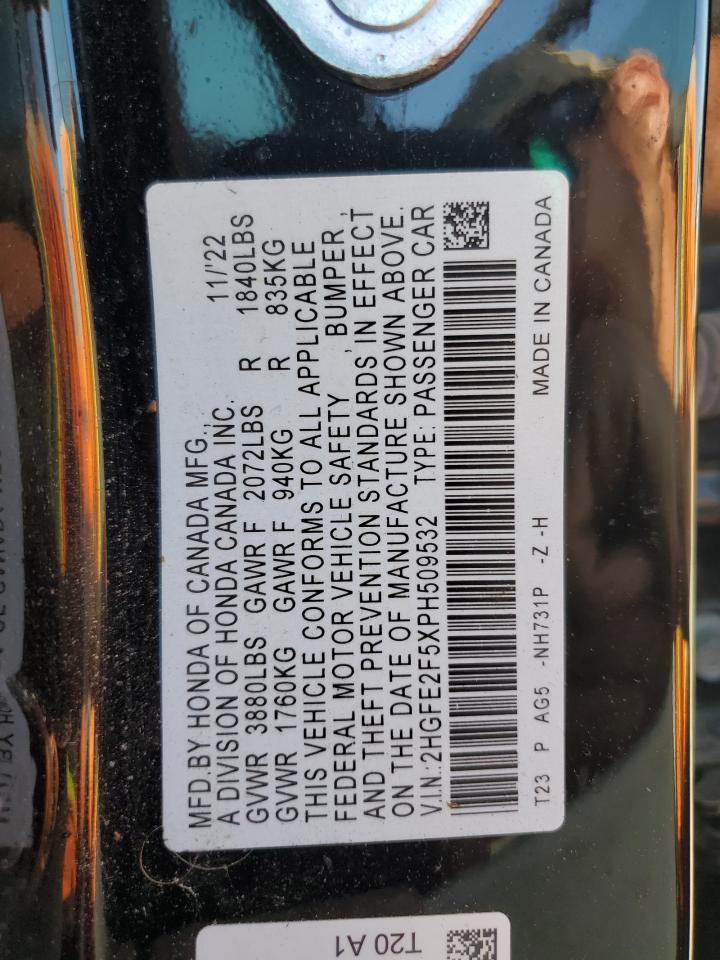 MFD.BY HONDA OF CANADA MFG., 11/'22
A DIVISION OF HONDA CANADA INC.
GVWR 3880LBS GAWR F 2072LBS R 1840LBS
GVWR 1760KG GAWR F 940KG R 835KG
THIS VEHICLE CONFORMS TO ALL APPLICABLE
FEDERAL MOTOR VEHICLE SAFETY , BUMPER ,
AND THEFT PREVENTION STANDARDS IN EFFECT
ON THE DATE OF MANUFACTURE SHOWN ABOVE.
V.I.N.:2HGFE2F5XPH509532 TYPE: PASSENGER CAR
T23 P AG5 -NH731P -Z -H MADE IN CANADA
T20 A1